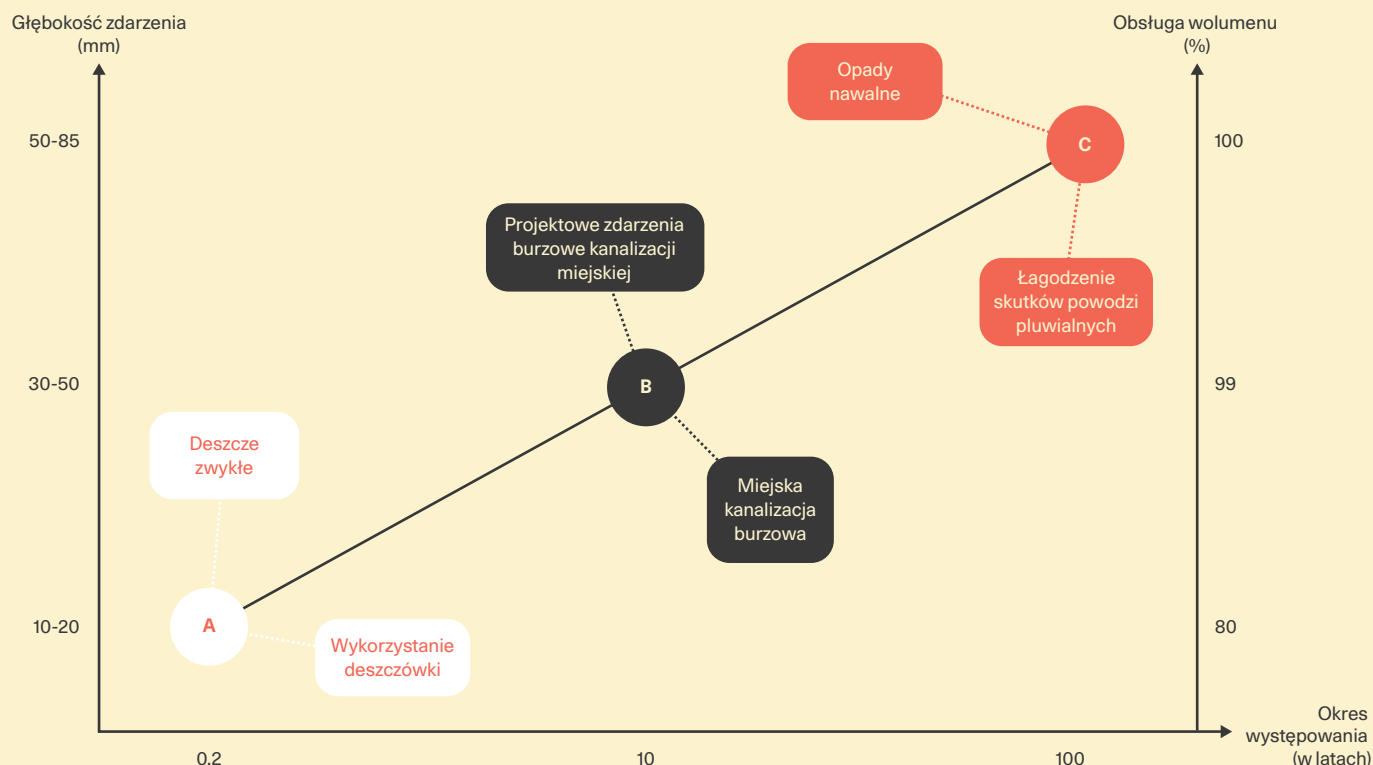 Głębokość zdarzenia
(mm)
Obsługa wolumenu
(%)
Opady
nawalne
50-85
C
100
Projektowe zdarzenia
burzowe kanalizacji
miejskiej
Łagodzenie
skutków powodzi
pluwialnych
30-50
B
99
Deszcze
zwykłe
Miejska
kanalizacja
burzowa
10-20
A
80
Wykorzystanie
deszczówki
Okres
występowania
(w latach)
0.2
10
100